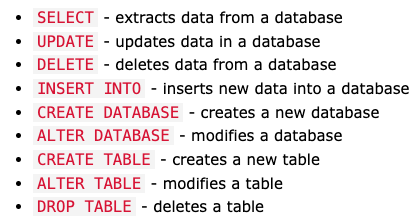 • SELECT - extracts data from a database
• UPDATE - updates data in a database
• DELETE - deletes data from a database
• INSERT INTO - inserts new data into a database
• CREATE DATABASE - creates a new database
• ALTER DATABASE - modifies a database
• CREATE TABLE - creates a new table
• ALTER TABLE - modifies a table
• DROP TABLE - deletes a table